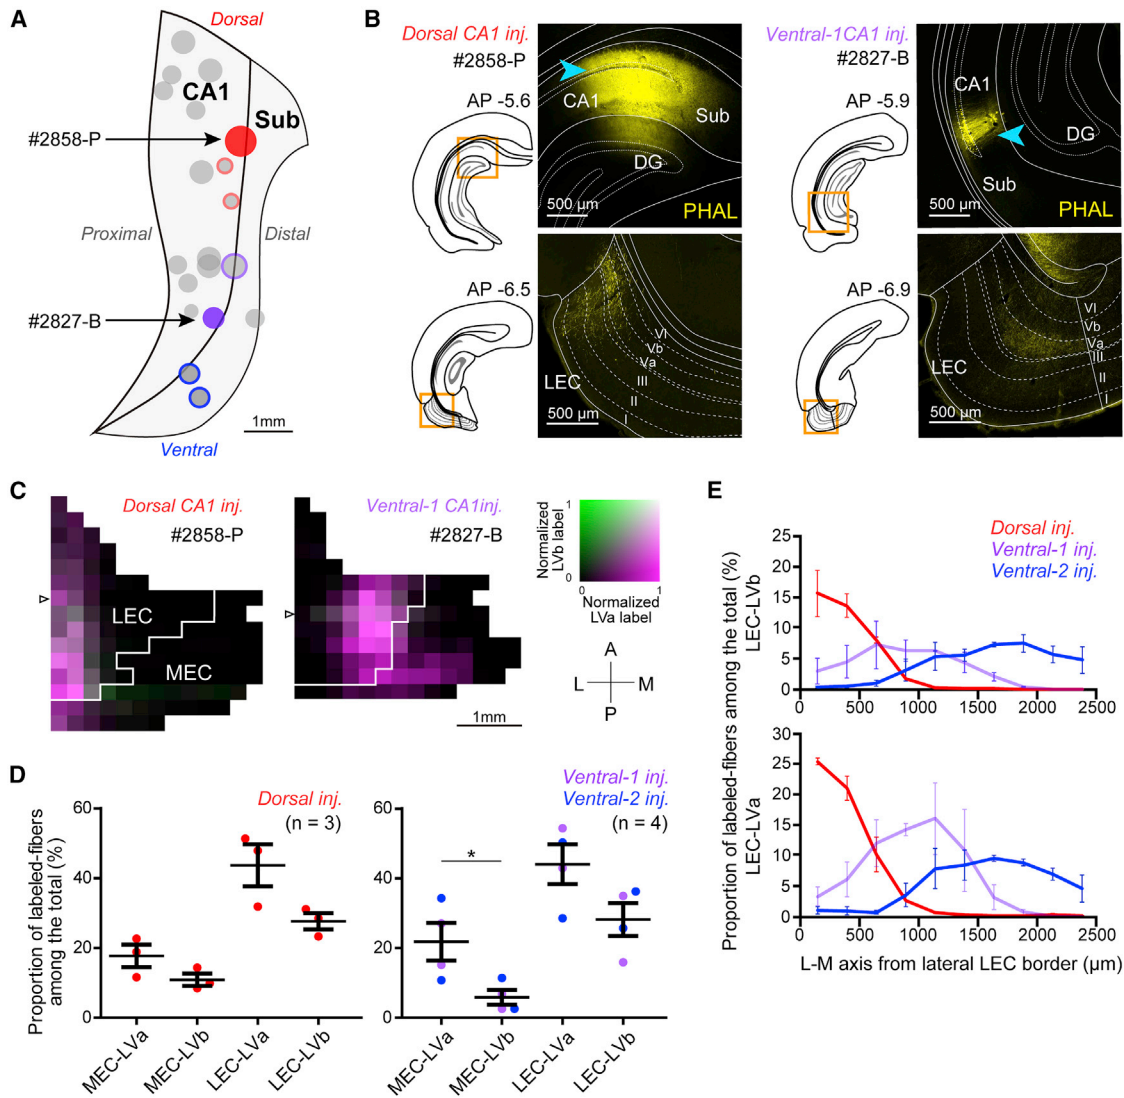 A
Dorsal
CA1
Sub
#2858-P
Proximal
Distal
#2827-B
Ventral
1mm
B
Dorsal CA1 inj.
#2858-P
AP -5.6
CA1
Sub
DG
500 µm
PHAL
AP -6.5
LEC
VI
Vb
Va
III
II
I
500 µm
Ventral-1CA1 inj.
#2827-B
AP -5.9
CA1
DG
Sub
500 µm
PHAL
AP -6.9
LEC
VI
Vb
Va
III
II
I
500 µm
C
Dorsal CA1 inj.
#2858-P
LEC
MEC
Ventral-1 CA1inj.
#2827-B
1mm
Normalized
LVb label
1
0
0
1
Normalized
LVa label
A
L
M
P
D
Proportion of labeled-fibers
among the total (%)
60
40
20
0
Dorsal inj.
(n = 3)
MEC-LVa
MEC-LVb
LEC-LVa
LEC-LVb
60
40
20
0
*
Ventral-1 inj.
Ventral-2 inj.
(n = 4)
MEC-LVa
MEC-LVb
LEC-LVa
LEC-LVb
E
Proportion of labeled-fibers among the total (%)
LEC-LVb
25
20
15
10
5
0
Dorsal inj.
Ventral-1 inj.
Ventral-2 inj.
0
500
1000
1500
2000
2500
LEC-LVa
30
25
20
15
10
5
0
0
500
1000
1500
2000
2500
L-M axis from lateral LEC border (µm)